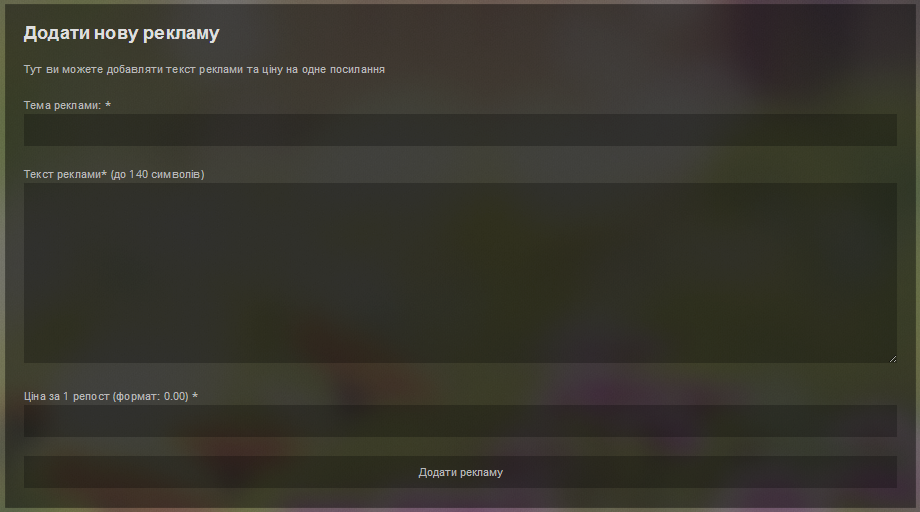 Додати нову рекламу
Тут ви можете добавляти текст реклами та ціну на одне посилання
Тема реклами: *
Текст реклами* (до 140 символів)
Ціна за 1 репост (формат: 0.00) *
Додати рекламу